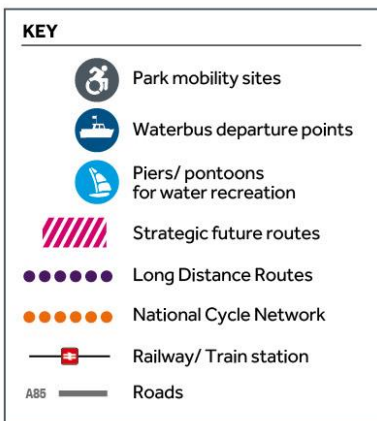 KEY
Park mobility sites
Waterbus departure points
Piers/ pontoons
for water recreation
Strategic future routes
Long Distance Routes
National Cycle Network
Railway/ Train station
A85 Roads